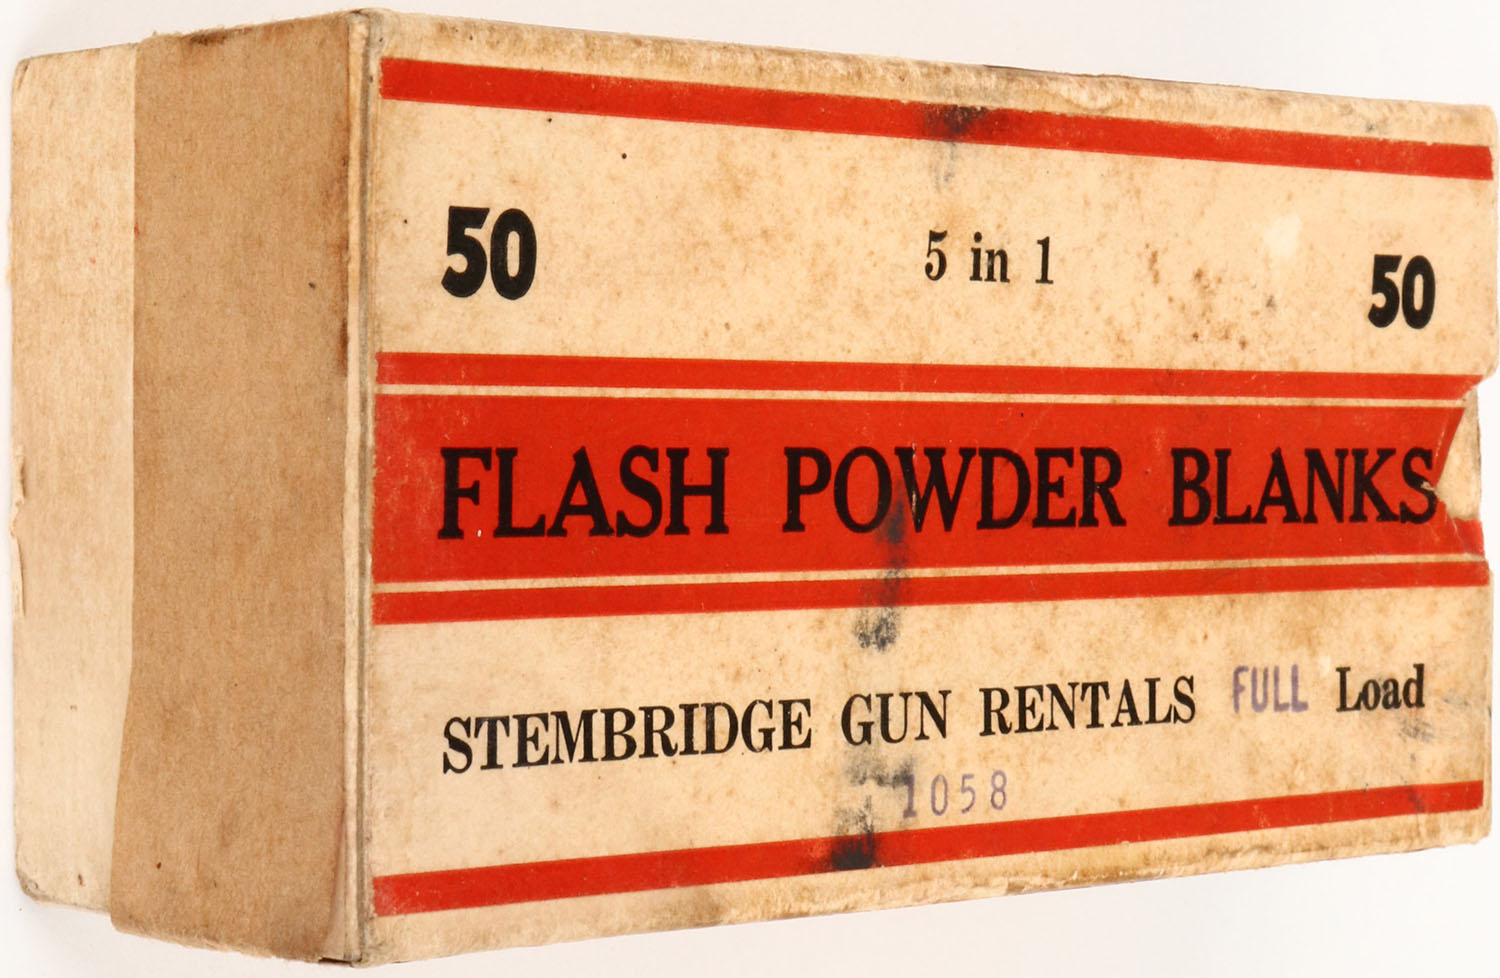 50 5 in 1 50
FLASH POWDER BLANKS
STEMBRIDGE GUN RENTALS FULL Load
1058